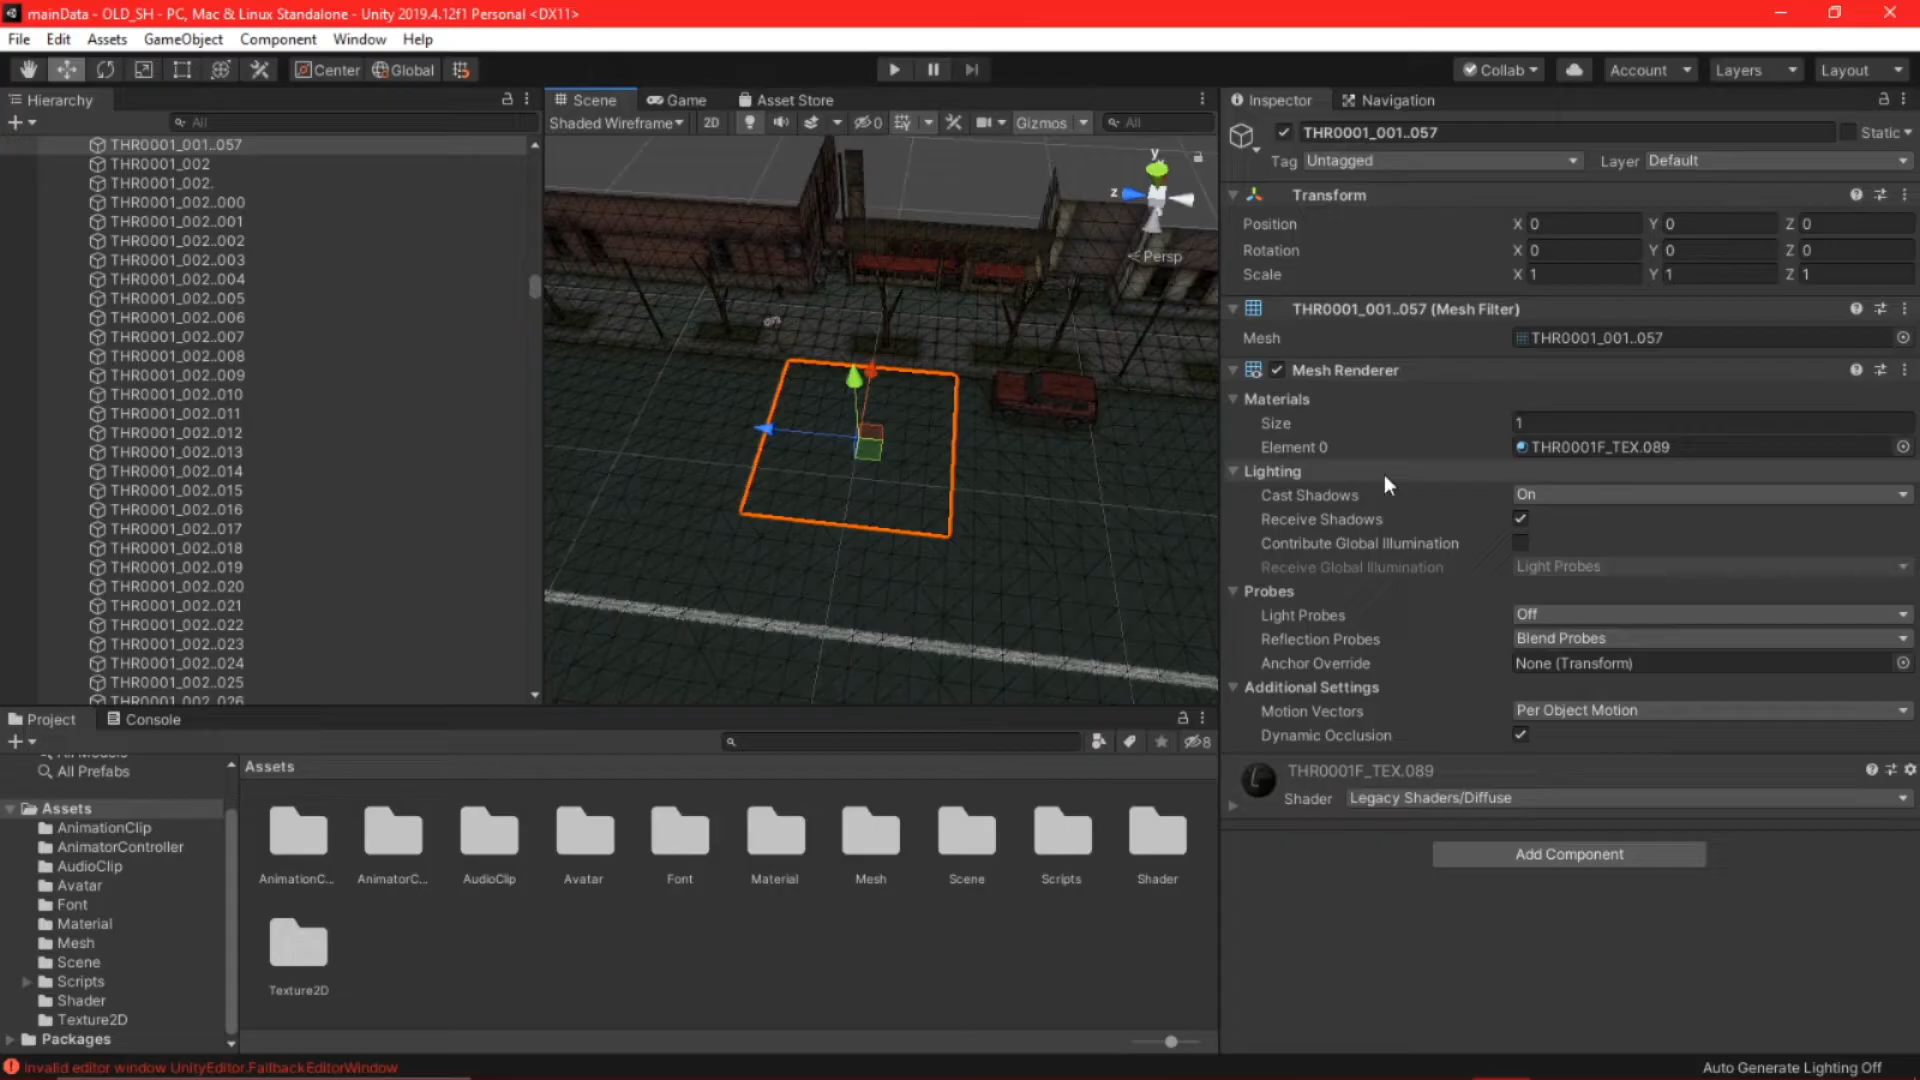 mainData - OLD_SH - PC, Mac & Linux Standalone - Unity 2019.4.12f1 Personal <DX11>
File Edit Assets GameObject Component Window Help
Center Global Collab Account Layers Layout
Hierarchy
All
THR0001_001..057
THR0001_002
THR0001_002.
THR0001_002..000
THR0001_002..001
THR0001_002..002
THR0001_002..003
THR0001_002..004
THR0001_002..005
THR0001_002..006
THR0001_002..007
THR0001_002..008
THR0001_002..009
THR0001_002..010
THR0001_002..011
THR0001_002..012
THR0001_002..013
THR0001_002..014
THR0001_002..015
THR0001_002..016
THR0001_002..017
THR0001_002..018
THR0001_002..019
THR0001_002..020
THR0001_002..021
THR0001_002..022
THR0001_002..023
THR0001_002..024
THR0001_002..025
THR0001_002..026
Scene Game Asset Store
Shaded Wireframe 2D 0 Gizmos All
y
z
Persp
Inspector Navigation
THR0001_001..057 Static
Tag Untagged Layer Default
Transform
Position X 0 Y 0 Z 0
Rotation X 0 Y 0 Z 0
Scale X 1 Y 1 Z 1
THR0001_001..057 (Mesh Filter)
Mesh THR0001_001..057
Mesh Renderer
Materials
Size 1
Element 0 THR0001F_TEX.089
Lighting
Cast Shadows On
Receive Shadows
Contribute Global Illumination
Receive Global Illumination Light Probes
Probes
Light Probes Off
Reflection Probes Blend Probes
Anchor Override None (Transform)
Additional Settings
Motion Vectors Per Object Motion
Dynamic Occlusion
THR0001F_TEX.089
Shader Legacy Shaders/Diffuse
Add Component
Project Console
8
All Models
All Prefabs
Assets
AnimationClip
AnimatorController
AudioClip
Avatar
Font
Material
Mesh
Scene
Scripts
Shader
Texture2D
Packages
Assets
AnimationC... AnimatorC... AudioClip Avatar Font Material Mesh Scene Scripts Shader
Texture2D
Invalid editor window UnityEditor.FallbackEditorWindow
Auto Generate Lighting Off